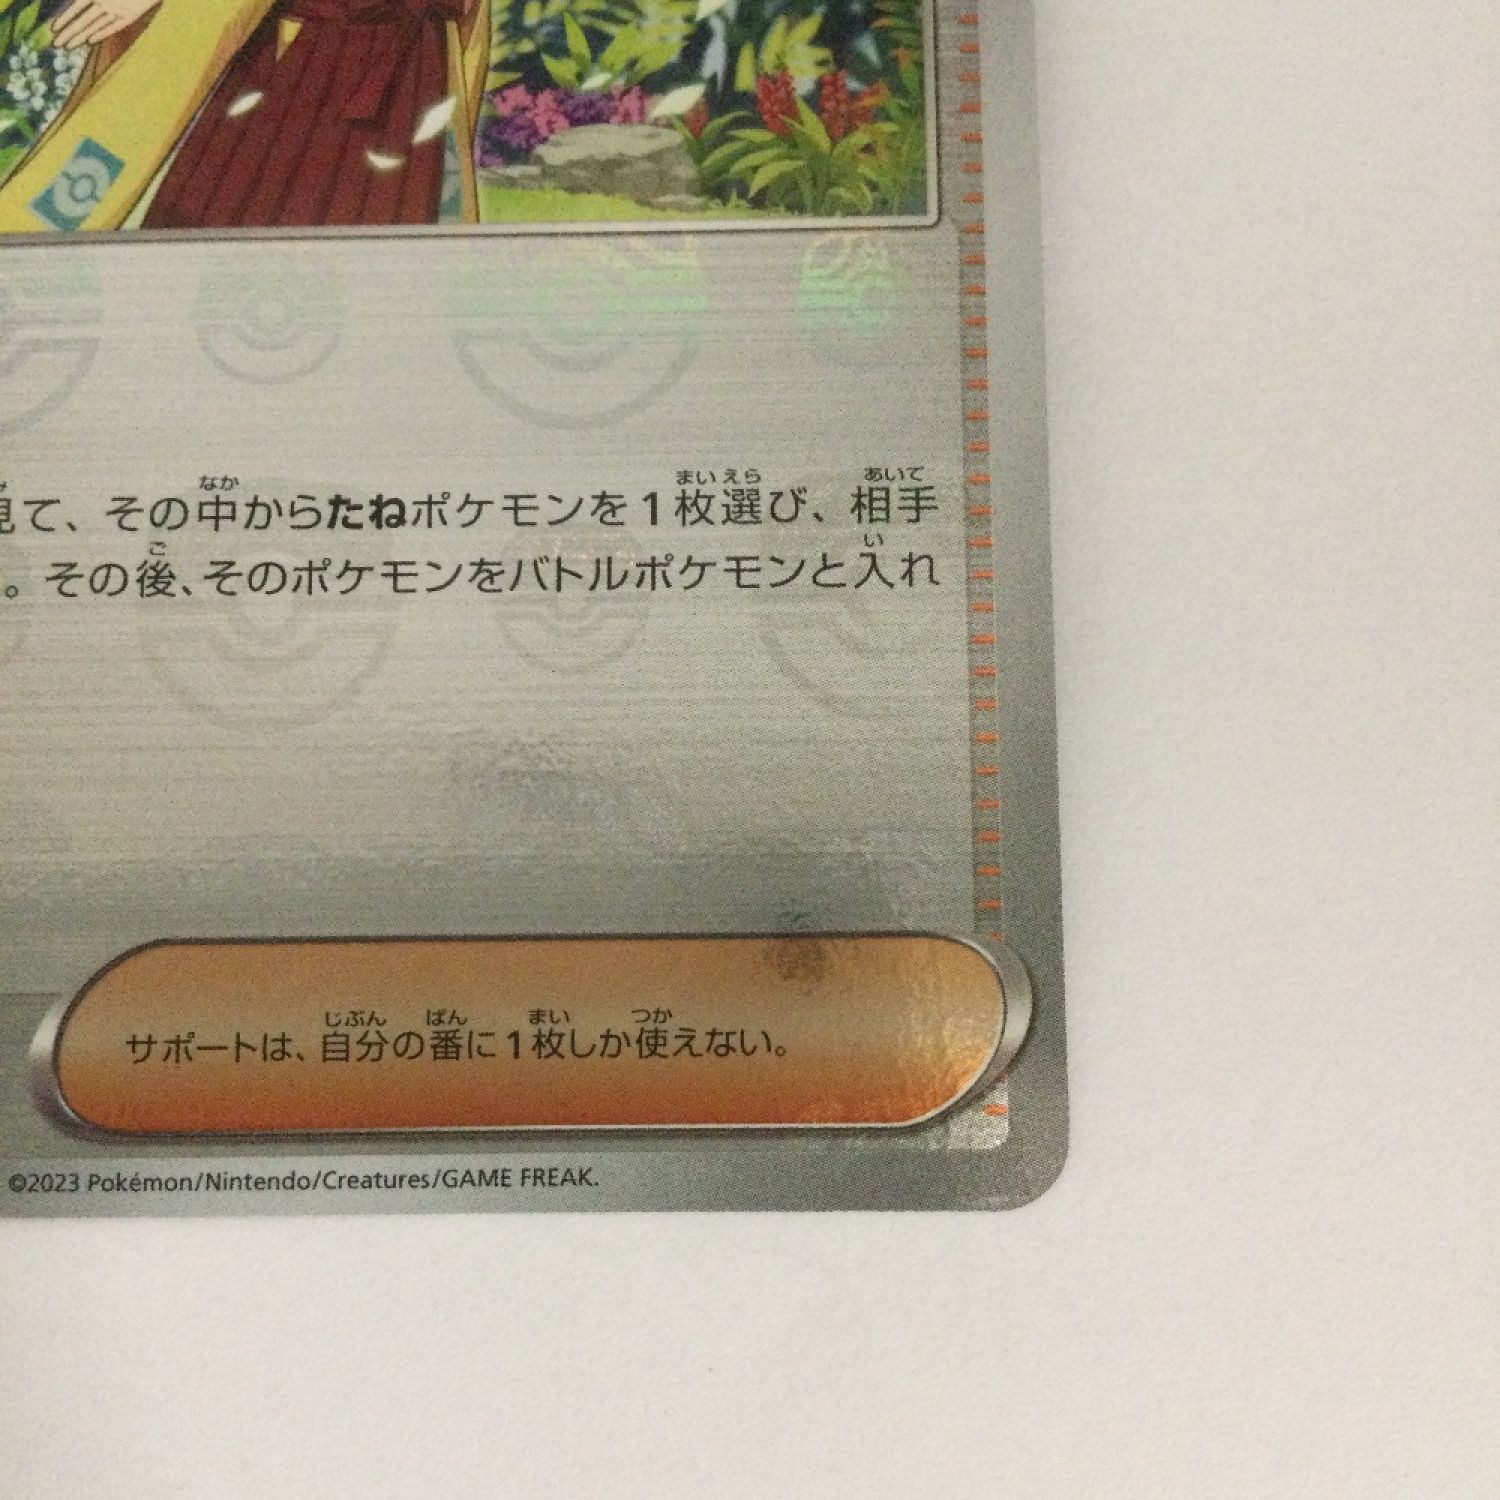 見て、その中からたねポケモンを1枚選び、相手
。その後、そのポケモンをバトルポケモンと入れ
サポートは、自分の番に1枚しか使えない。
©2023 Pokémon/Nintendo/Creatures/GAME FREAK.